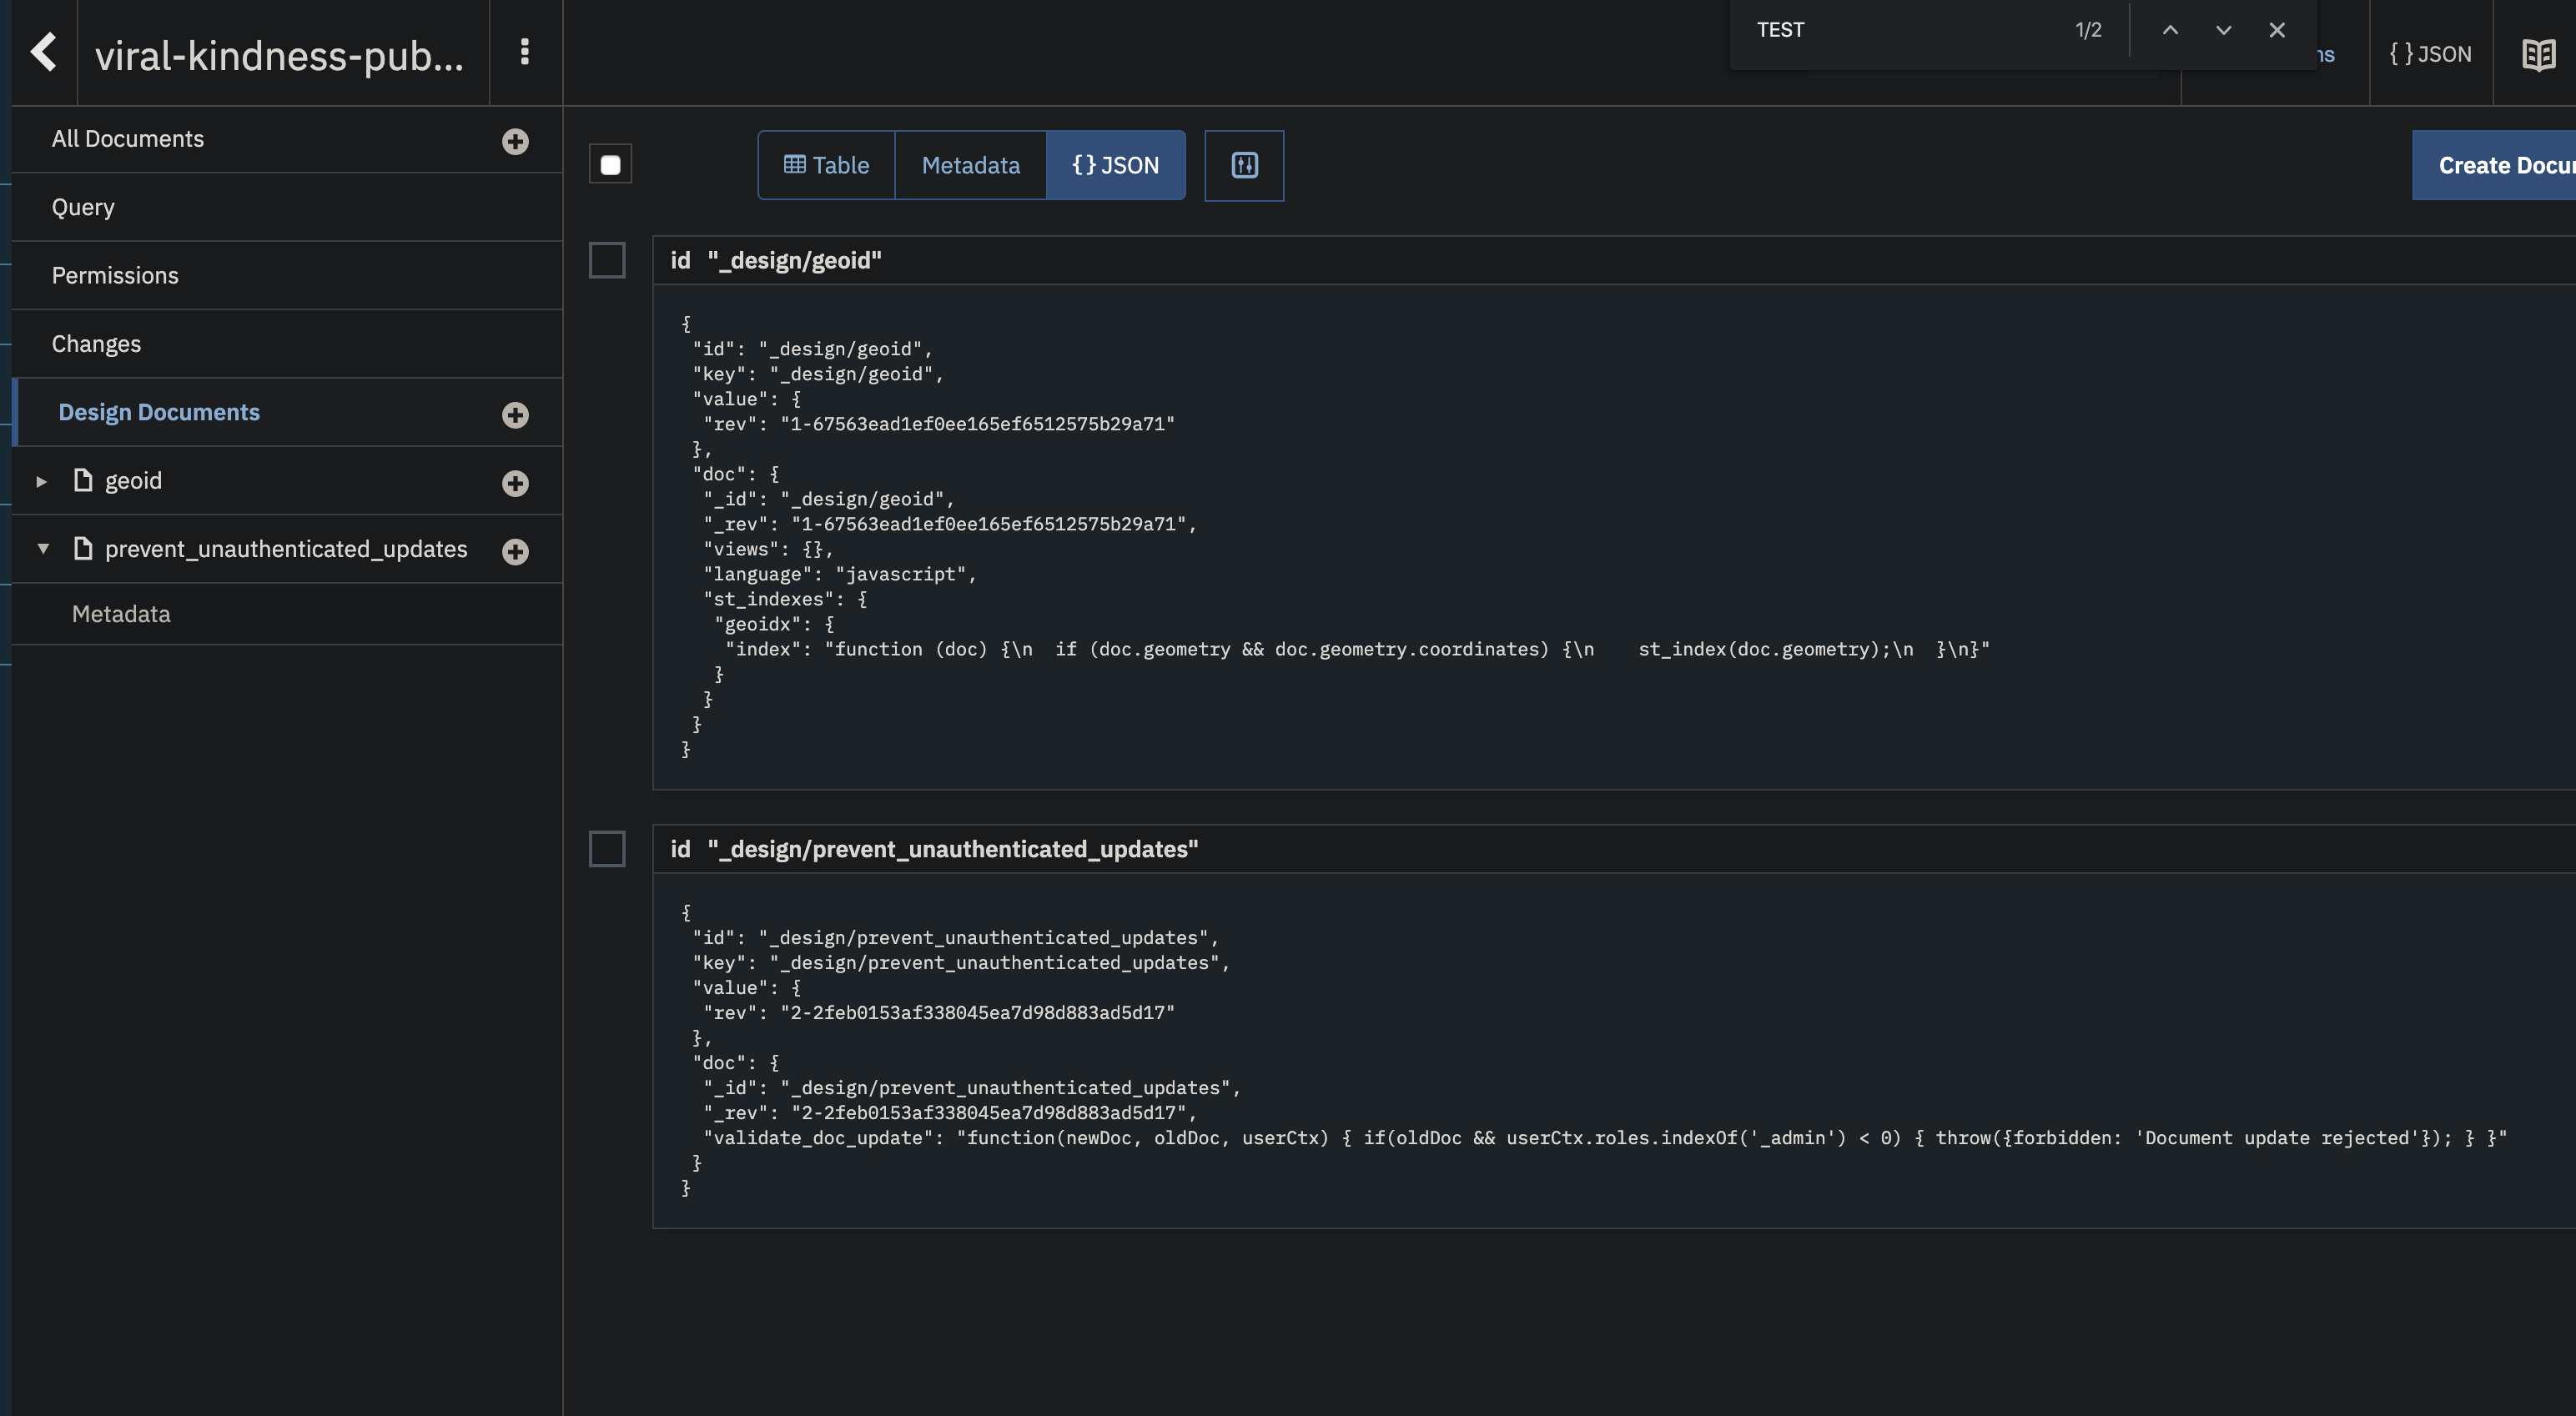 viral-kindness-pub...
TEST
1/2
ns
{ } JSON
All Documents
Query
Permissions
Changes
Design Documents
geoid
prevent_unauthenticated_updates
Metadata
Table
Metadata
{ } JSON
Create Docu
id "_design/geoid"
{
"id": "_design/geoid",
"key": "_design/geoid",
"value": {
"rev": "1-67563ead1ef0ee165ef6512575b29a71"
},
"doc": {
"_id": "_design/geoid",
"_rev": "1-67563ead1ef0ee165ef6512575b29a71",
"views": {},
"language": "javascript",
"st_indexes": {
"geoidx": {
"index": "function (doc) {\n  if (doc.geometry && doc.geometry.coordinates) {\n    st_index(doc.geometry);\n  }\n}"
}
}
}
}
id "_design/prevent_unauthenticated_updates"
{
"id": "_design/prevent_unauthenticated_updates",
"key": "_design/prevent_unauthenticated_updates",
"value": {
"rev": "2-2feb0153af338045ea7d98d883ad5d17"
},
"doc": {
"_id": "_design/prevent_unauthenticated_updates",
"_rev": "2-2feb0153af338045ea7d98d883ad5d17",
"validate_doc_update": "function(newDoc, oldDoc, userCtx) { if(oldDoc && userCtx.roles.indexOf('_admin') < 0) { throw({forbidden: 'Document update rejected'}); } }"
}
}